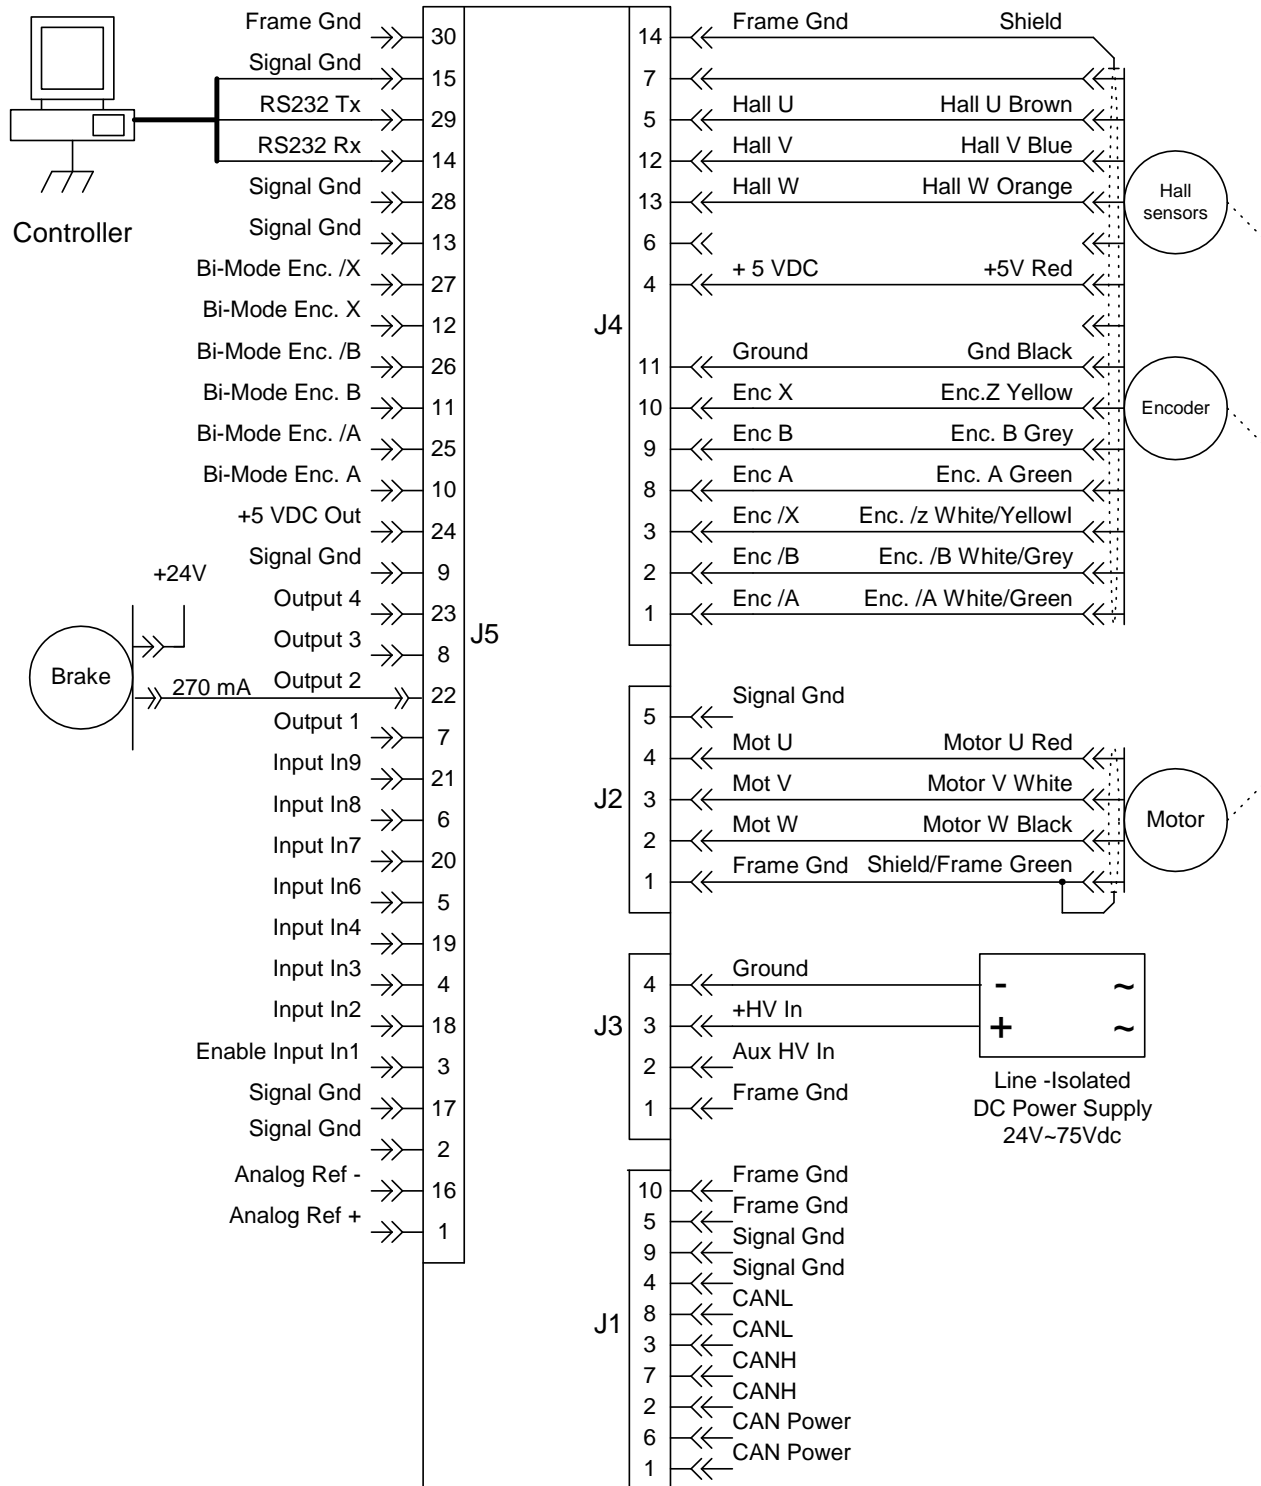 Frame Gnd
30
Signal Gnd
15
RS232 Tx
29
RS232 Rx
14
Signal Gnd
28
Controller
Signal Gnd
13
Bi-Mode Enc. /X
27
Bi-Mode Enc. X
12
Bi-Mode Enc. /B
26
Bi-Mode Enc. B
11
Bi-Mode Enc. /A
25
Bi-Mode Enc. A
10
+5 VDC Out
24
Signal Gnd
9
+24V
Output 4
23
Output 3
8
Brake
270 mA
Output 2
22
Output 1
7
Input In9
21
Input In8
6
Input In7
20
Input In6
5
Input In4
19
Input In3
4
Input In2
18
Enable Input In1
3
Signal Gnd
17
Signal Gnd
2
Analog Ref -
16
Analog Ref +
1
J5
J4
14
Frame Gnd
Shield
7
5
Hall U
Hall U Brown
12
Hall V
Hall V Blue
13
Hall W
Hall W Orange
6
4
+ 5 VDC
+5V Red
11
Ground
Gnd Black
10
Enc X
Enc.Z Yellow
9
Enc B
Enc. B Grey
8
Enc A
Enc. A Green
3
Enc /X
Enc. /z White/Yellowl
2
Enc /B
Enc. /B White/Grey
1
Enc /A
Enc. /A White/Green
Hall
sensors
Encoder
J2
5
Signal Gnd
4
Mot U
Motor U Red
3
Mot V
Motor V White
2
Mot W
Motor W Black
1
Frame Gnd
Shield/Frame Green
Motor
J3
4
Ground
3
+HV In
2
Aux HV In
1
Frame Gnd
- ~
+ ~
Line -Isolated
DC Power Supply
24V~75Vdc
J1
10
Frame Gnd
5
Frame Gnd
9
Signal Gnd
4
Signal Gnd
8
CANL
3
CANL
7
CANH
2
CANH
6
CAN Power
1
CAN Power